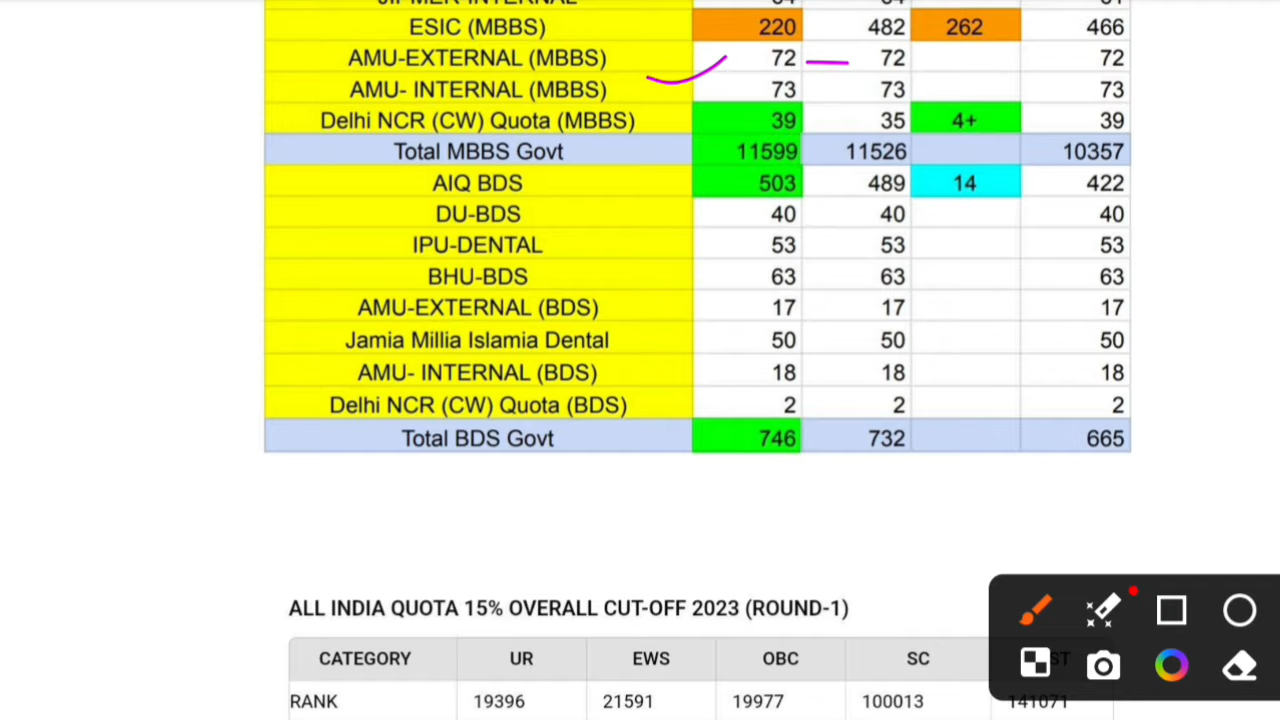 JIPMER INTERNAL
ESIC (MBBS) 220 482 262 466
AMU-EXTERNAL (MBBS) 72 72 72
AMU- INTERNAL (MBBS) 73 73 73
Delhi NCR (CW) Quota (MBBS) 39 35 4+ 39
Total MBBS Govt 11599 11526 10357
AIQ BDS 503 489 14 422
DU-BDS 40 40 40
IPU-DENTAL 53 53 53
BHU-BDS 63 63 63
AMU-EXTERNAL (BDS) 17 17 17
Jamia Millia Islamia Dental 50 50 50
AMU- INTERNAL (BDS) 18 18 18
Delhi NCR (CW) Quota (BDS) 2 2 2
Total BDS Govt 746 732 665
ALL INDIA QUOTA 15% OVERALL CUT-OFF 2023 (ROUND-1)
CATEGORY UR EWS OBC SC ST
RANK 19396 21591 19977 100013 141071